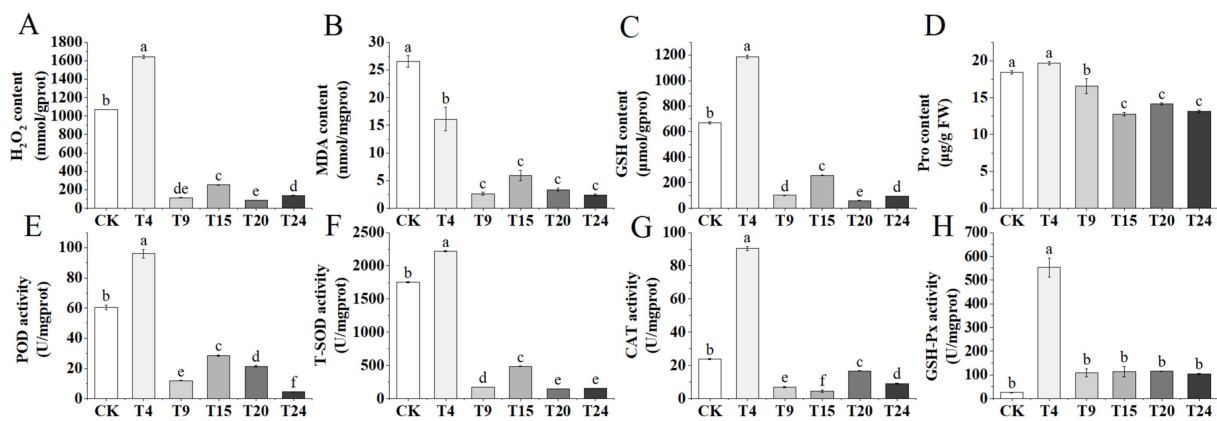 A
H₂O₂ content
(nmol/gprot)
1800
1600
1400
1200
1000
800
600
400
200
0
b
a
de
c
e
d
CK T4 T9 T15 T20 T24
B
MDA content
(nmol/mgprot)
30
25
20
15
10
5
0
a
b
c
c
c
c
CK T4 T9 T15 T20 T24
C
GSH content
(μmol/gprot)
1200
1000
800
600
400
200
0
b
a
d
c
e
d
CK T4 T9 T15 T20 T24
D
Pro content
(μg/g FW)
20
15
10
5
0
a
a
b
c
c
c
CK T4 T9 T15 T20 T24
E
POD activity
(U/mgprot)
100
80
60
40
20
0
b
a
e
c
d
f
CK T4 T9 T15 T20 T24
F
T-SOD activity
(U/mgprot)
2500
2000
1500
1000
500
0
b
a
d
c
e
e
CK T4 T9 T15 T20 T24
G
CAT activity
(U/mgprot)
100
80
60
40
20
0
b
a
e
f
c
d
CK T4 T9 T15 T20 T24
H
GSH-Px activity
(U/mgprot)
700
600
500
400
300
200
100
0
b
a
b
b
b
b
CK T4 T9 T15 T20 T24